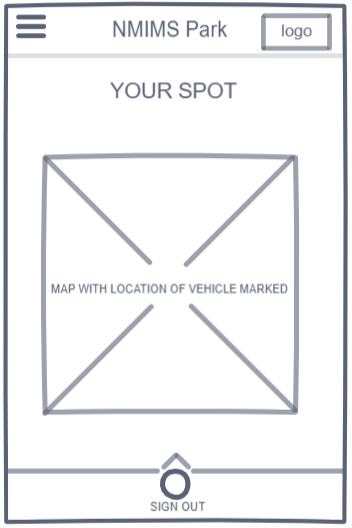 NMIMS Park
logo
YOUR SPOT
MAP WITH LOCATION OF VEHICLE MARKED
SIGN OUT